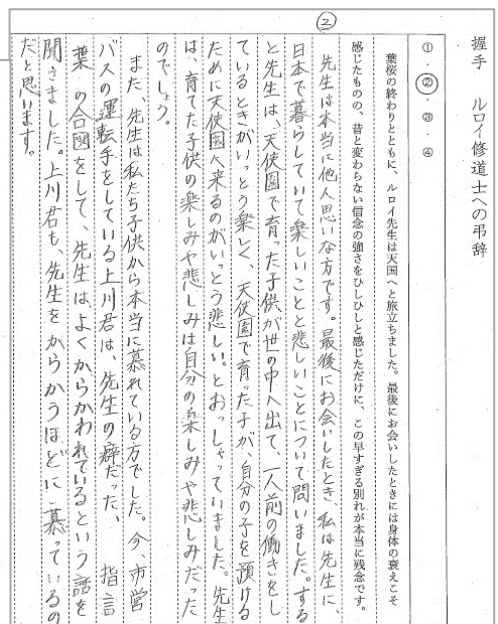 ②
握手　ルロイ修道士への弔辞
①・②・③・④
葉桜の終わりとともに、ルロイ先生は天国へと旅立ちました。最後にお会いしたときには身体の衰えこそ
感じたものの、昔と変わらない信念の強さをひしひしと感じただけに、この早すぎる別れが本当に残念です。
先生は本当に他人思いな方です。最後にお会いしたとき、私は先生に、
日本で暮らしていて楽しいことと悲しいことについて問いました。する
と先生は、天使園で育った子供が世の中へ出て、一人前の働きをし
ているときがいっとう楽しく、天使園で育った子が、自分の子を預ける
ために天使園へ来るのがいっとう悲しい。とおっしゃっていました。先生
は、育てた子供の楽しみや悲しみは自分の楽しみや悲しみだった
のでしょう。
また、先生は私たち子供から本当に慕れている方でした。今、市営
バスの運転手をしている上川君は、先生の癖だった、　指言
葉　の合図をして、先生は、よくからかわれているという話を
聞きました。上川君も、先生をからかうほどに、慕っているの
だと思います。